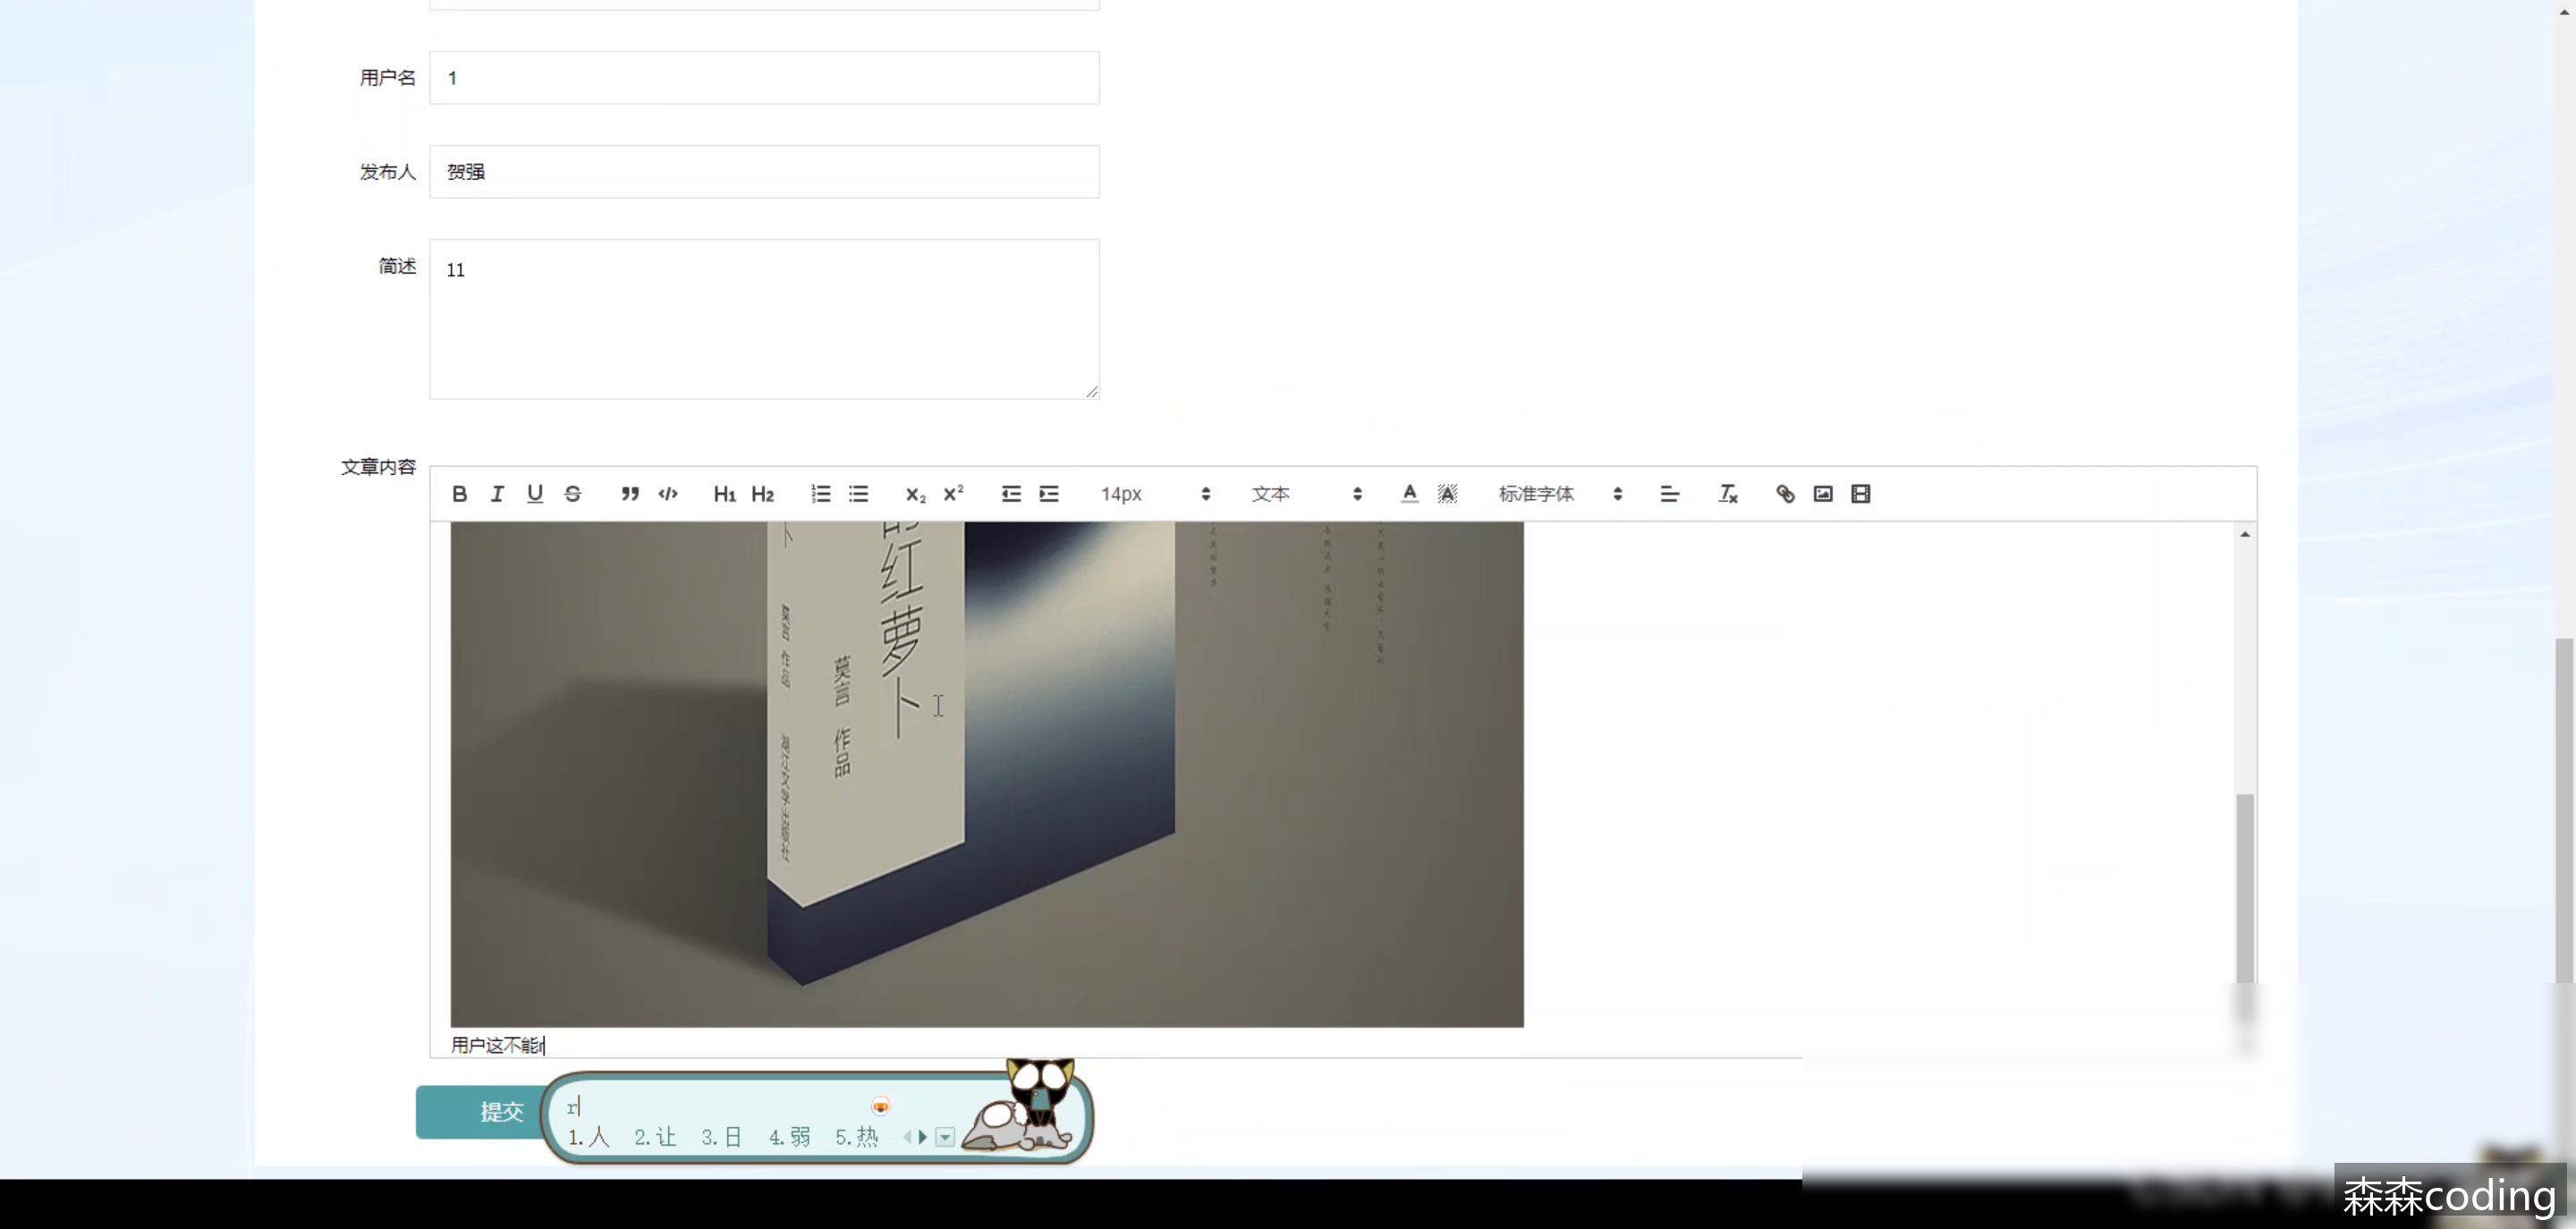 用户名 1
发布人 贺强
简述 11
文章内容
B I U S H1 H2 X2 X2 14px 文本 A A 标准字体 Tx
红萝卜
莫言 作品
用户这不能r
提交
r
1.人 2.让 3.日 4.弱 5.热
森森coding